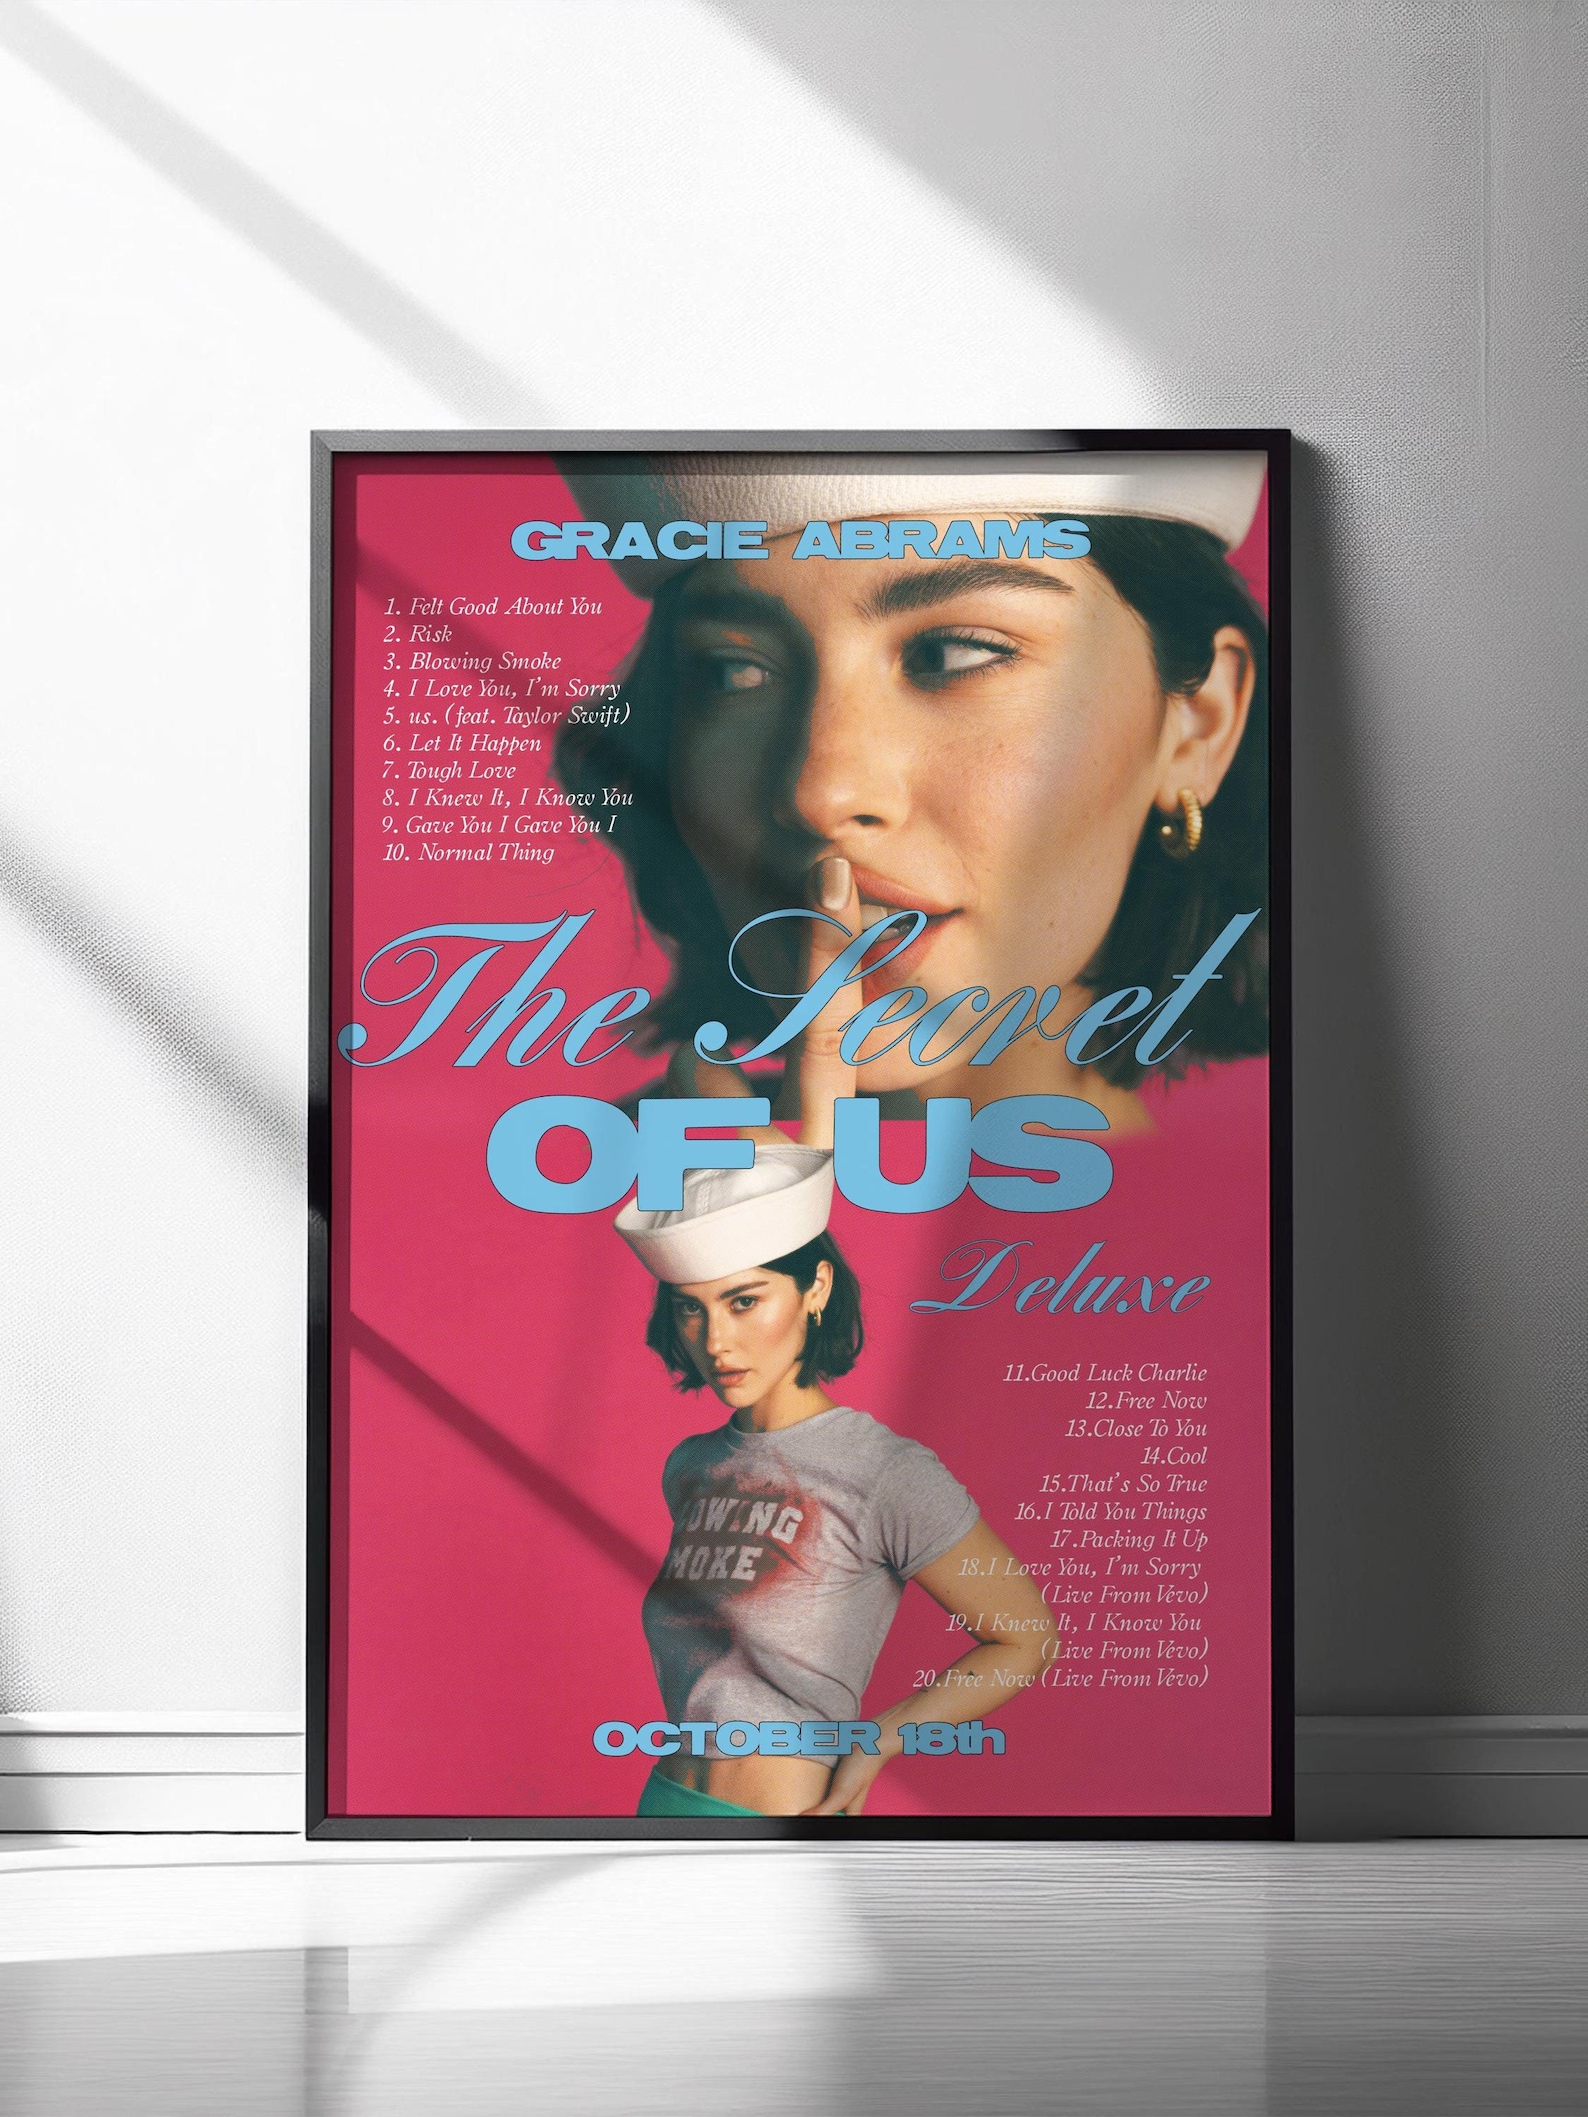 GRACIE ABRAMS
1. Felt Good About You
2. Risk
3. Blowing Smoke
4. I Love You, I'm Sorry
5. us. (feat. Taylor Swift)
6. Let It Happen
7. Tough Love
8. I Knew It, I Know You
9. Gave You I Gave You I
10. Normal Thing
The Secret
OF US
Deluxe
11.Good Luck Charlie
12.Free Now
13.Close To You
14.Cool
15.That's So True
16.I Told You Things
17.Packing It Up
18.I Love You, I'm Sorry
(Live From Vevo)
19.I Knew It, I Know You
(Live From Vevo)
20.Free Now (Live From Vevo)
LOWING
MOKE
OCTOBER 18th